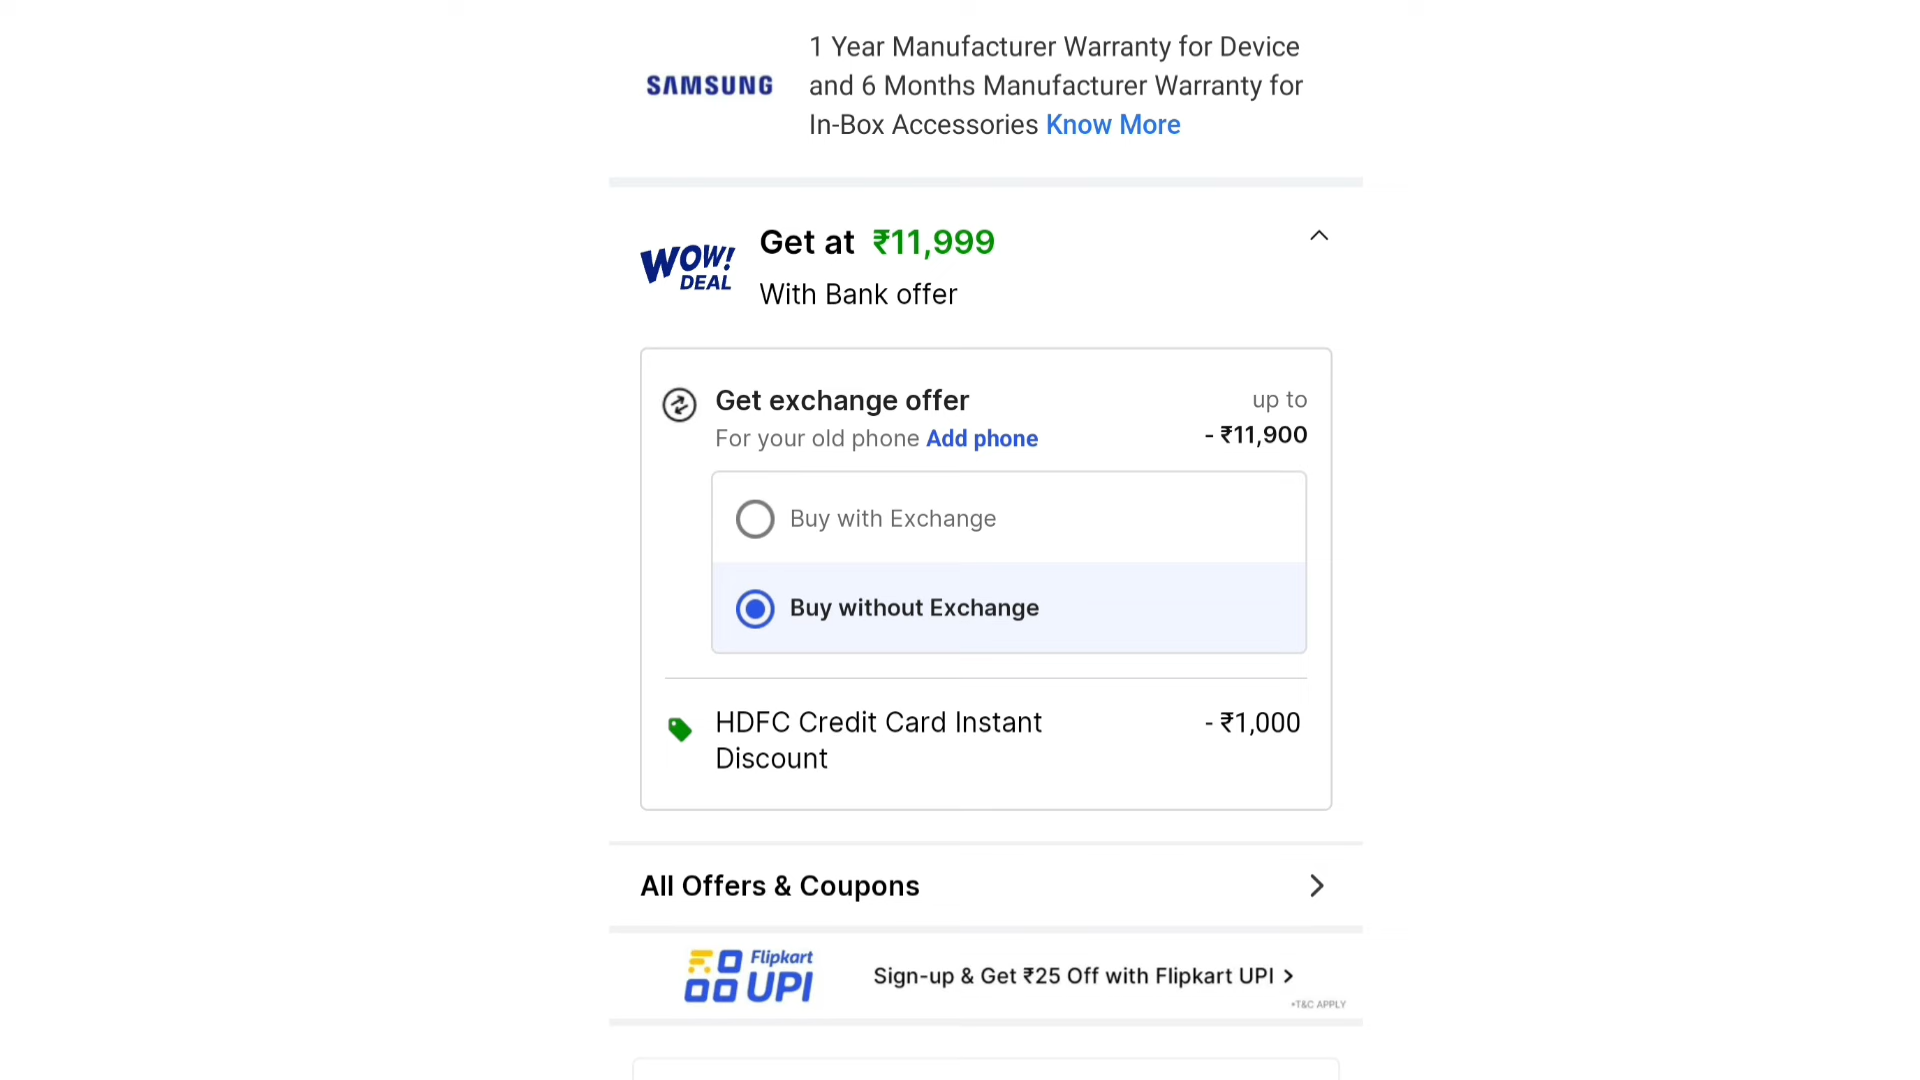 SAMSUNG
1 Year Manufacturer Warranty for Device
and 6 Months Manufacturer Warranty for
In-Box Accessories Know More
WOW!
DEAL
Get at ₹11,999
With Bank offer
Get exchange offer
up to
For your old phone Add phone
- ₹11,900
Buy with Exchange
Buy without Exchange
HDFC Credit Card Instant
Discount
- ₹1,000
All Offers & Coupons
Flipkart
UPI
Sign-up & Get ₹25 Off with Flipkart UPI
*T&C APPLY